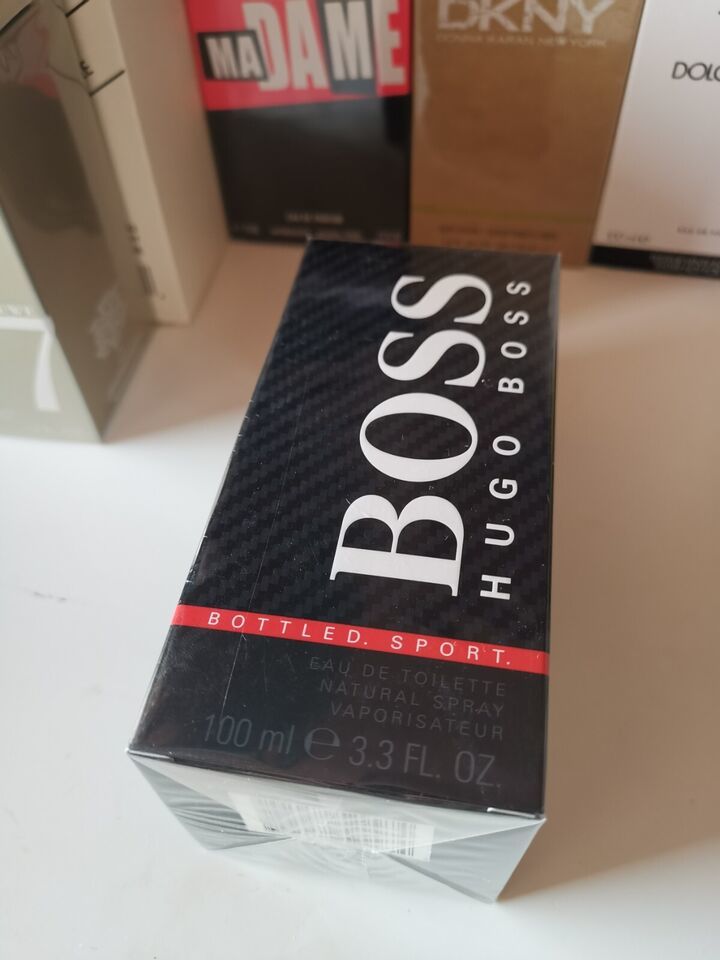 MADAME
DKNY
DONNA KARAN NEW YORK
DOLC
7
BOSS
HUGO BOSS
BOTTLED. SPORT.
EAU DE TOILETTE
NATURAL SPRAY
VAPORISATEUR
100 ml e 3.3 FL. OZ.